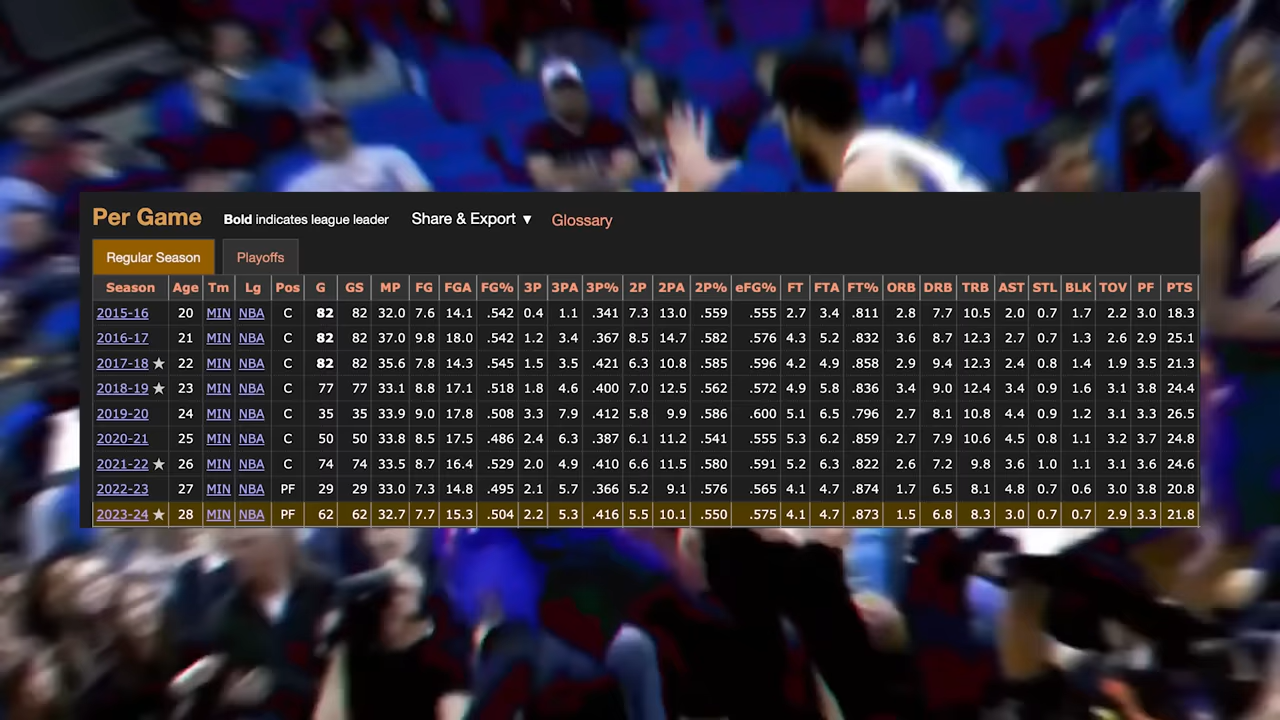 Per Game Bold indicates league leader Share & Export ▼ Glossary
Regular Season Playoffs
Season Age Tm Lg Pos G GS MP FG FGA FG% 3P 3PA 3P% 2P 2PA 2P% eFG% FT FTA FT% ORB DRB TRB AST STL BLK TOV PF PTS
2015-16 20 MIN NBA C 82 82 32.0 7.6 14.1 .542 0.4 1.1 .341 7.3 13.0 .559 .555 2.7 3.4 .811 2.8 7.7 10.5 2.0 0.7 1.7 2.2 3.0 18.3
2016-17 21 MIN NBA C 82 82 37.0 9.8 18.0 .542 1.2 3.4 .367 8.5 14.7 .582 .576 4.3 5.2 .832 3.6 8.7 12.3 2.7 0.7 1.3 2.6 2.9 25.1
2017-18 ★ 22 MIN NBA C 82 82 35.6 7.8 14.3 .545 1.5 3.5 .421 6.3 10.8 .585 .596 4.2 4.9 .858 2.9 9.4 12.3 2.4 0.8 1.4 1.9 3.5 21.3
2018-19 ★ 23 MIN NBA C 77 77 33.1 8.8 17.1 .518 1.8 4.6 .400 7.0 12.5 .562 .572 4.9 5.8 .836 3.4 9.0 12.4 3.4 0.9 1.6 3.1 3.8 24.4
2019-20 24 MIN NBA C 35 35 33.9 9.0 17.8 .508 3.3 7.9 .412 5.8 9.9 .586 .600 5.1 6.5 .796 2.7 8.1 10.8 4.4 0.9 1.2 3.1 3.3 26.5
2020-21 25 MIN NBA C 50 50 33.8 8.5 17.5 .486 2.4 6.3 .387 6.1 11.2 .541 .555 5.3 6.2 .859 2.7 7.9 10.6 4.5 0.8 1.1 3.2 3.7 24.8
2021-22 ★ 26 MIN NBA C 74 74 33.5 8.7 16.4 .529 2.0 4.9 .410 6.6 11.5 .580 .591 5.2 6.3 .822 2.6 7.2 9.8 3.6 1.0 1.1 3.1 3.6 24.6
2022-23 27 MIN NBA PF 29 29 33.0 7.3 14.8 .495 2.1 5.7 .366 5.2 9.1 .576 .565 4.1 4.7 .874 1.7 6.5 8.1 4.8 0.7 0.6 3.0 3.8 20.8
2023-24 ★ 28 MIN NBA PF 62 62 32.7 7.7 15.3 .504 2.2 5.3 .416 5.5 10.1 .550 .575 4.1 4.7 .873 1.5 6.8 8.3 3.0 0.7 0.7 2.9 3.3 21.8